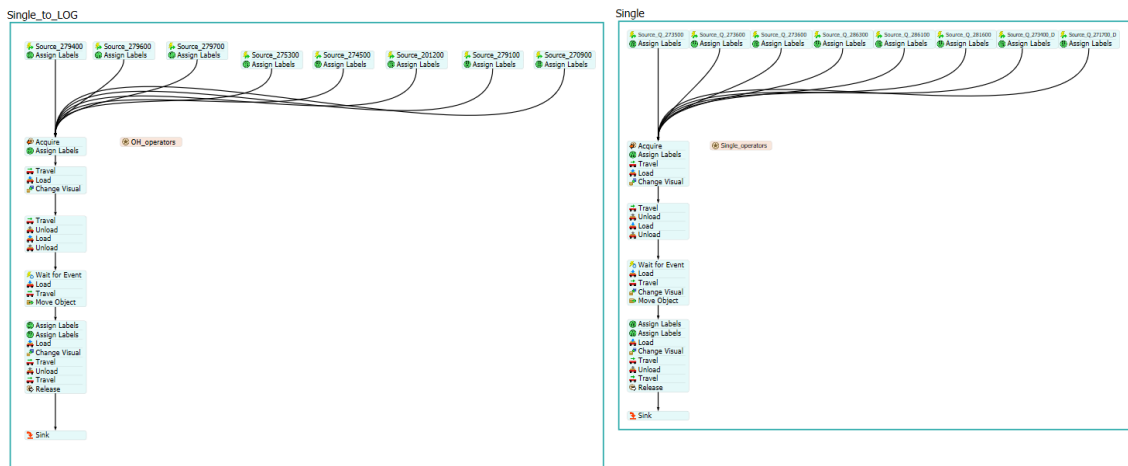 Single_to_LOG
Source_279400
Assign Labels
Source_279600
Assign Labels
Source_279700
Assign Labels
Source_275300
Assign Labels
Source_274500
Assign Labels
Source_201200
Assign Labels
Source_279100
Assign Labels
Source_270900
Assign Labels
Acquire
Assign Labels
OH_operators
Travel
Load
Change Visual
Travel
Unload
Load
Unload
Wait for Event
Load
Travel
Move Object
Assign Labels
Assign Labels
Load
Change Visual
Travel
Unload
Travel
Release
Sink
Single
Source_Q_273500
Assign Labels
Source_Q_273600
Assign Labels
Source_Q_273600
Assign Labels
Source_Q_286200
Assign Labels
Source_Q_286100
Assign Labels
Source_Q_281600
Assign Labels
Source_Q_273400_D
Assign Labels
Source_Q_271700_D
Assign Labels
Acquire
Assign Labels
Travel
Load
Change Visual
Single_operators
Travel
Unload
Load
Unload
Wait for Event
Load
Travel
Change Visual
Move Object
Assign Labels
Assign Labels
Load
Change Visual
Travel
Unload
Travel
Release
Sink